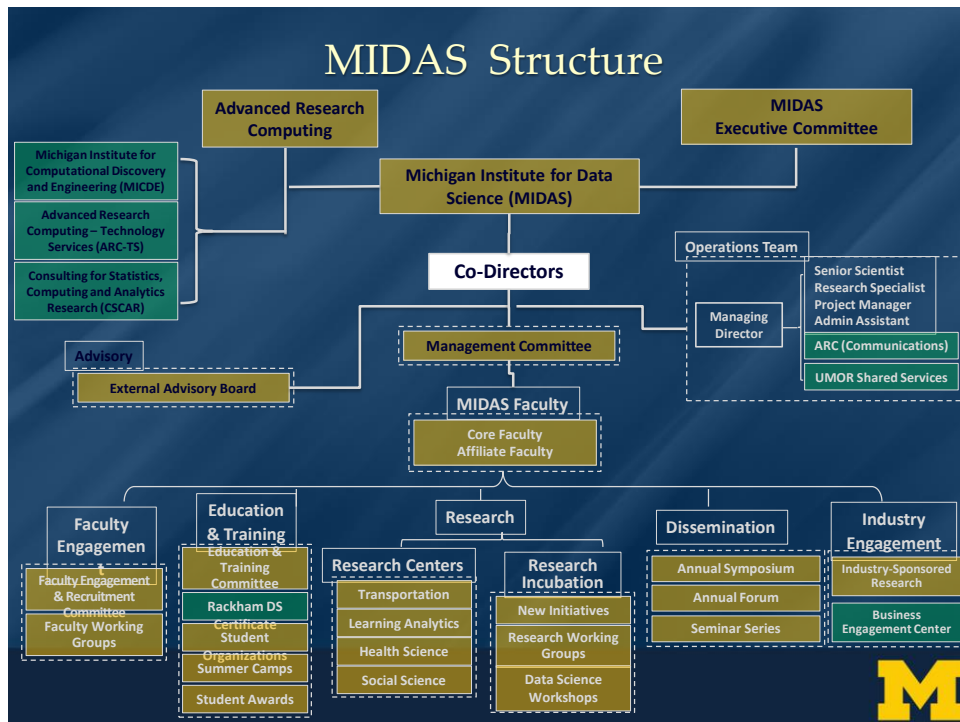 MIDAS Structure
Advanced Research
Computing
MIDAS
Executive Committee
Michigan Institute for
Computational Discovery
and Engineering (MICDE)
Advanced Research
Computing – Technology
Services (ARC-TS)
Consulting for Statistics,
Computing and Analytics
Research (CSCAR)
Michigan Institute for Data
Science (MIDAS)
Co-Directors
Operations Team
Managing
Director
Senior Scientist
Research Specialist
Project Manager
Admin Assistant
ARC (Communications)
UMOR Shared Services
Management Committee
Advisory
External Advisory Board
MIDAS Faculty
Core Faculty
Affiliate Faculty
Faculty
Engagemen
t
Faculty Engagement
& Recruitment
Committee
Faculty Working
Groups
Education
& Training
Education &
Training
Committee
Rackham DS
Certificate
Student
Organizations
Summer Camps
Student Awards
Research
Research Centers
Transportation
Learning Analytics
Health Science
Social Science
Research
Incubation
New Initiatives
Research Working
Groups
Data Science
Workshops
Dissemination
Annual Symposium
Annual Forum
Seminar Series
Industry
Engagement
Industry-Sponsored
Research
Business
Engagement Center
M